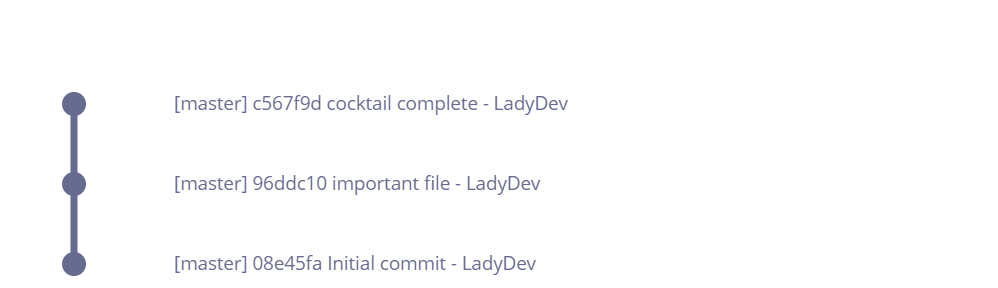 [master] c567f9d cocktail complete - LadyDev
[master] 96ddc10 important file - LadyDev
[master] 08e45fa Initial commit - LadyDev